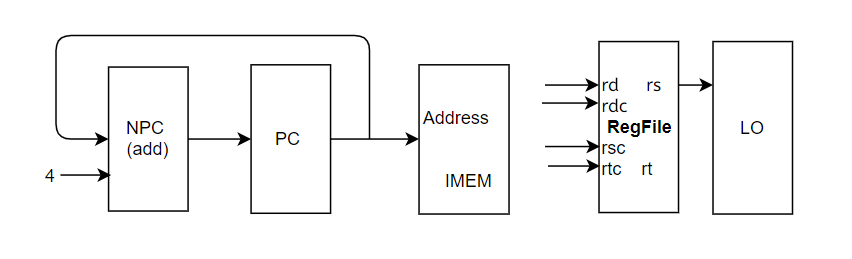 NPC
(add)
4
PC
Address
IMEM
rd rs
rdc
RegFile
rsc
rtc rt
LO